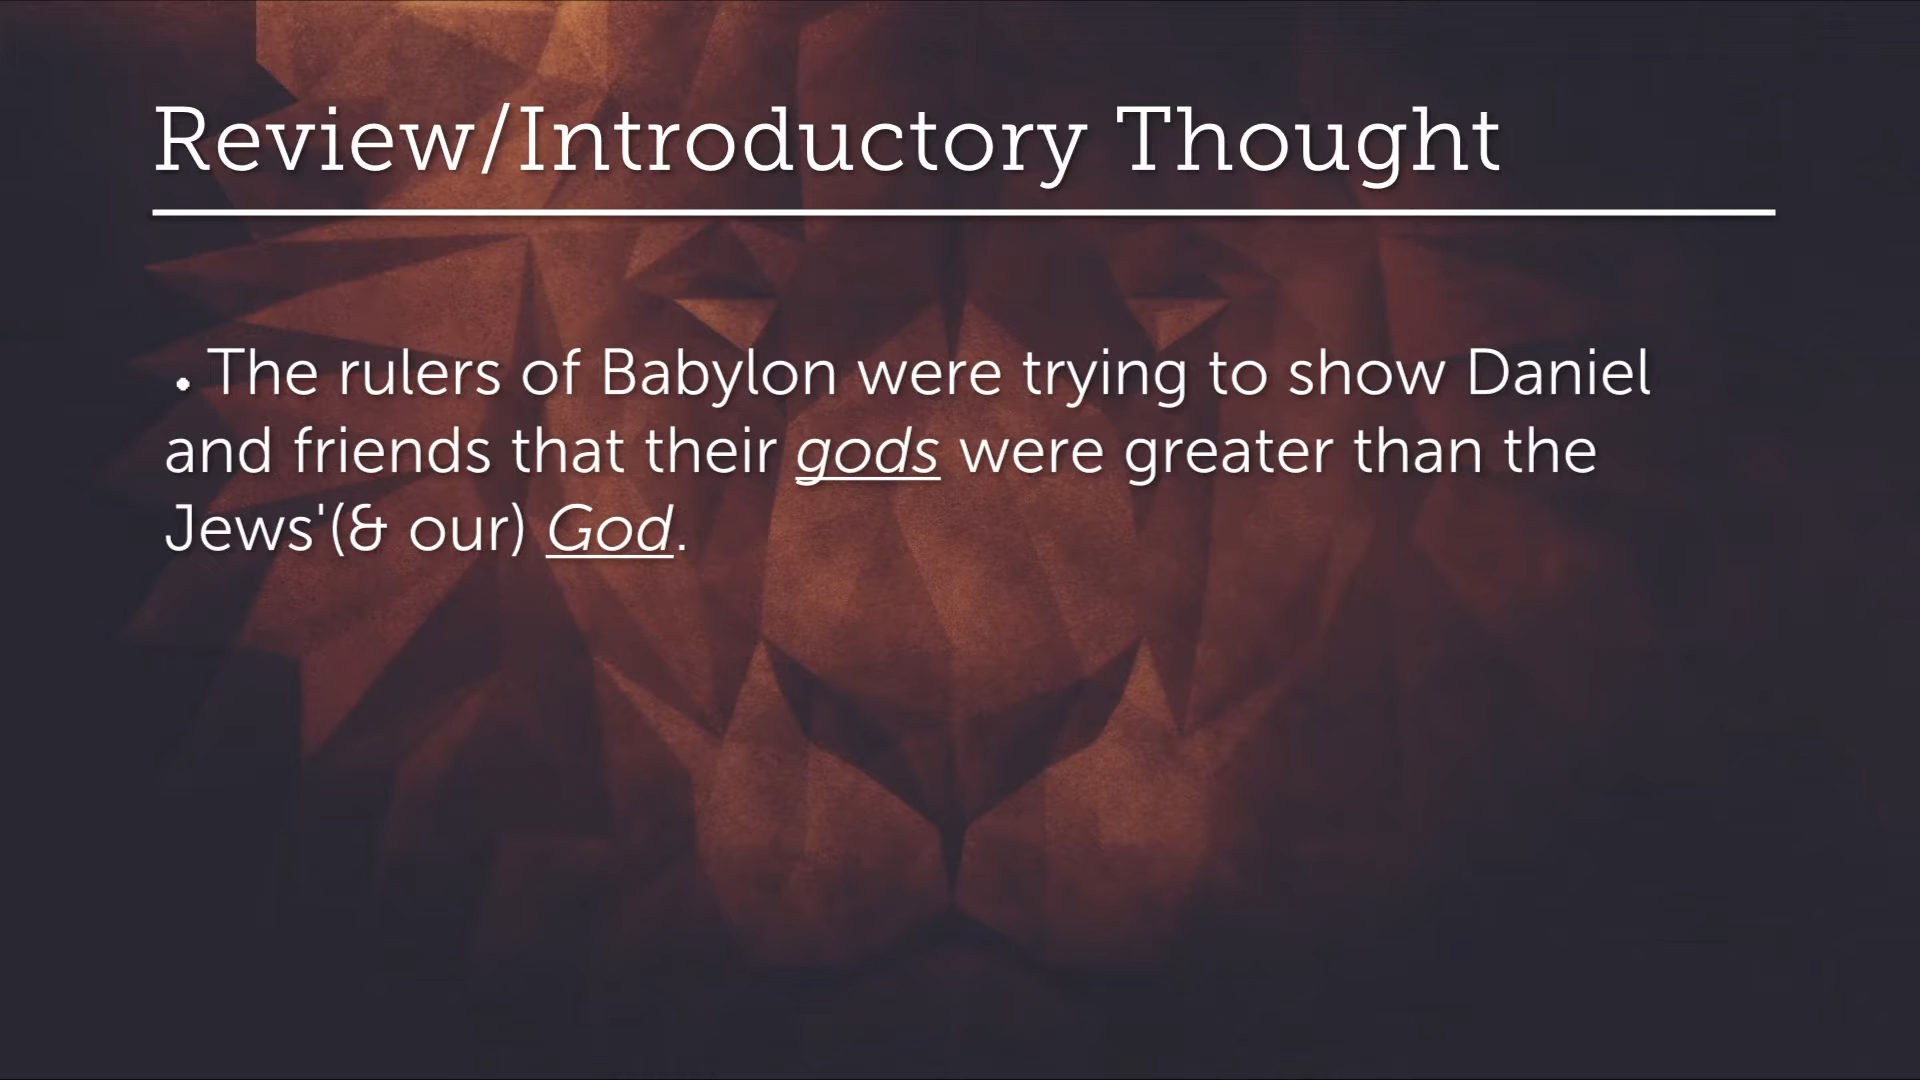 Review/Introductory Thought
• The rulers of Babylon were trying to show Daniel
and friends that their gods were greater than the
Jews'(& our) God.